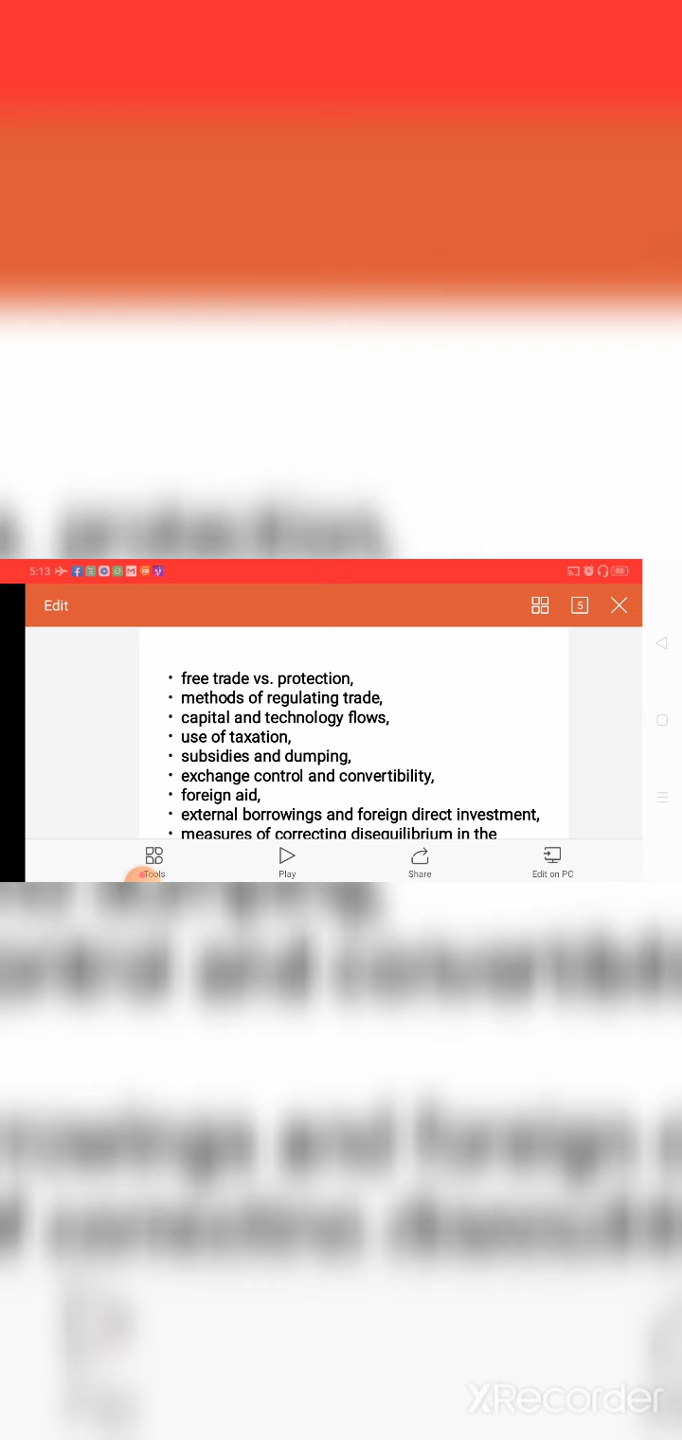 protection,
5:13
Edit
5
free trade vs. protection,
methods of regulating trade,
capital and technology flows,
use of taxation,
subsidies and dumping,
exchange control and convertibility,
foreign aid,
external borrowings and foreign direct investment,
measures of correcting disequilibrium in the
Tools Play Share Edit on PC
XRecorder